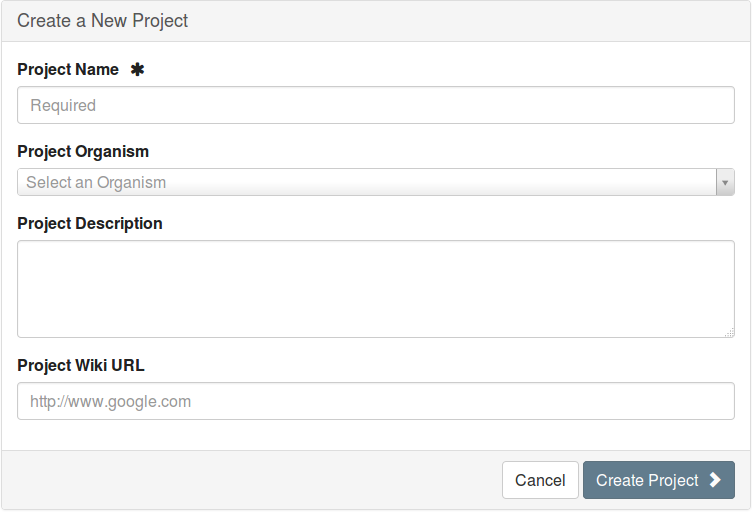 Create a New Project
Project Name ✱
Required
Project Organism
Select an Organism
Project Description
Project Wiki URL
http://www.google.com
Cancel Create Project